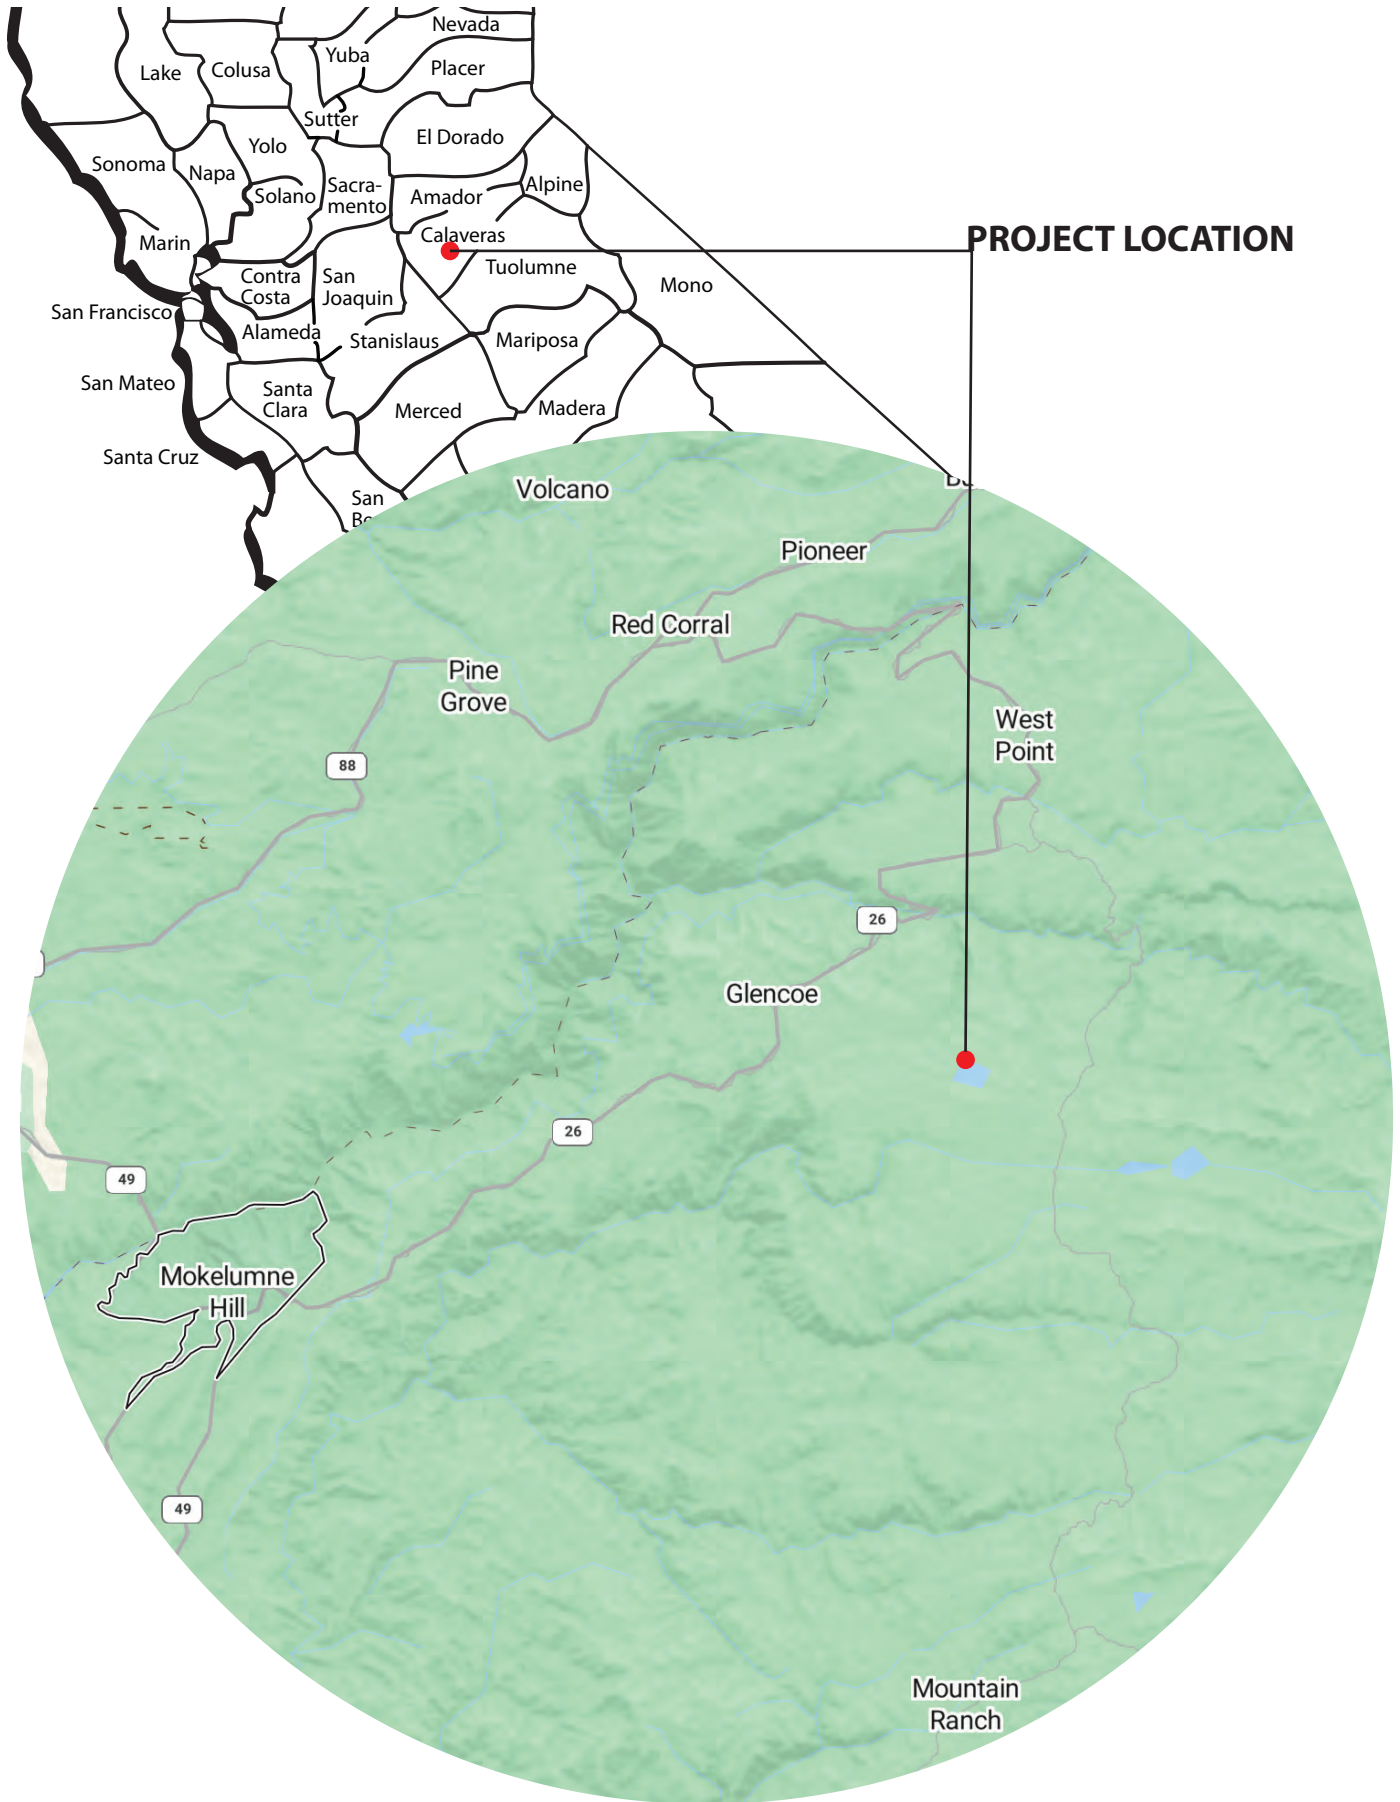 Nevada
Yuba
Placer
Lake
Colusa
Sutter
El Dorado
Yolo
Sonoma
Napa
Solano
Sacra-
mento
Amador
Alpine
Marin
Calaveras
PROJECT LOCATION
Contra
Costa
San
Joaquin
Tuolumne
Mono
San Francisco
Alameda
Stanislaus
Mariposa
San Mateo
Santa
Clara
Merced
Madera
Santa Cruz
San
Volcano
Pioneer
Red Corral
Pine
Grove
West
Point
88
26
Glencoe
26
49
Mokelumne
Hill
49
Mountain
Ranch